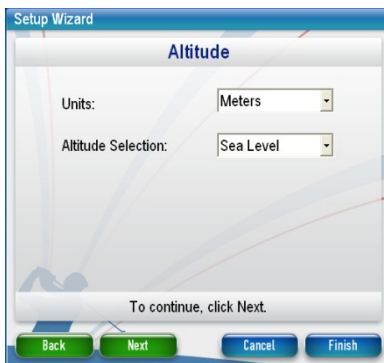 Setup Wizard
Altitude
Units: Meters
Altitude Selection: Sea Level
To continue, click Next.
Back Next Cancel Finish